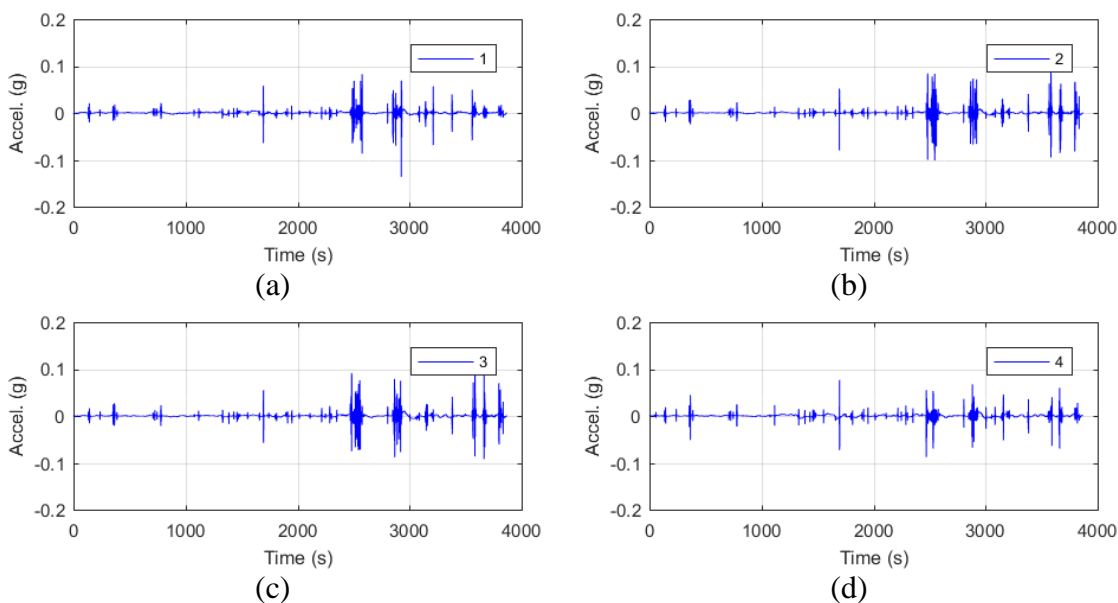 0.2 0.2
1 2
0.1 0.1
Accel. (g) 0 Accel. (g) 0
-0.1 -0.1
-0.2 -0.2
0 1000 2000 3000 4000 0 1000 2000 3000 4000
Time (s) Time (s)
(a) (b)
0.2 0.2
3 4
0.1 0.1
Accel. (g) 0 Accel. (g) 0
-0.1 -0.1
-0.2 -0.2
0 1000 2000 3000 4000 0 1000 2000 3000 4000
Time (s) Time (s)
(c) (d)